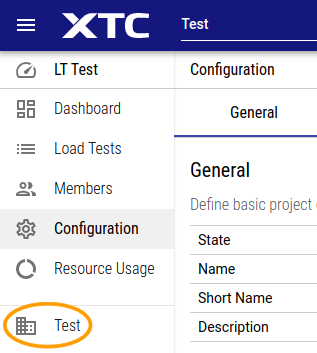 XTC
Test
LT Test
Dashboard
Load Tests
Members
Configuration
Resource Usage
Test
Configuration
General
General
Define basic project
State
Name
Short Name
Description